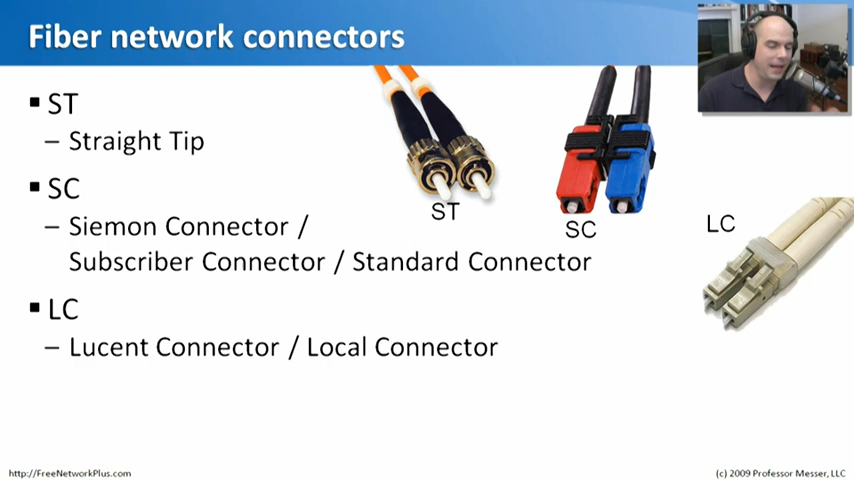 Fiber network connectors
▪ ST
– Straight Tip
▪ SC
– Siemon Connector /
Subscriber Connector / Standard Connector
▪ LC
– Lucent Connector / Local Connector
ST
SC
LC
http://FreeNetworkPlus.com
(c) 2009 Professor Messer, LLC